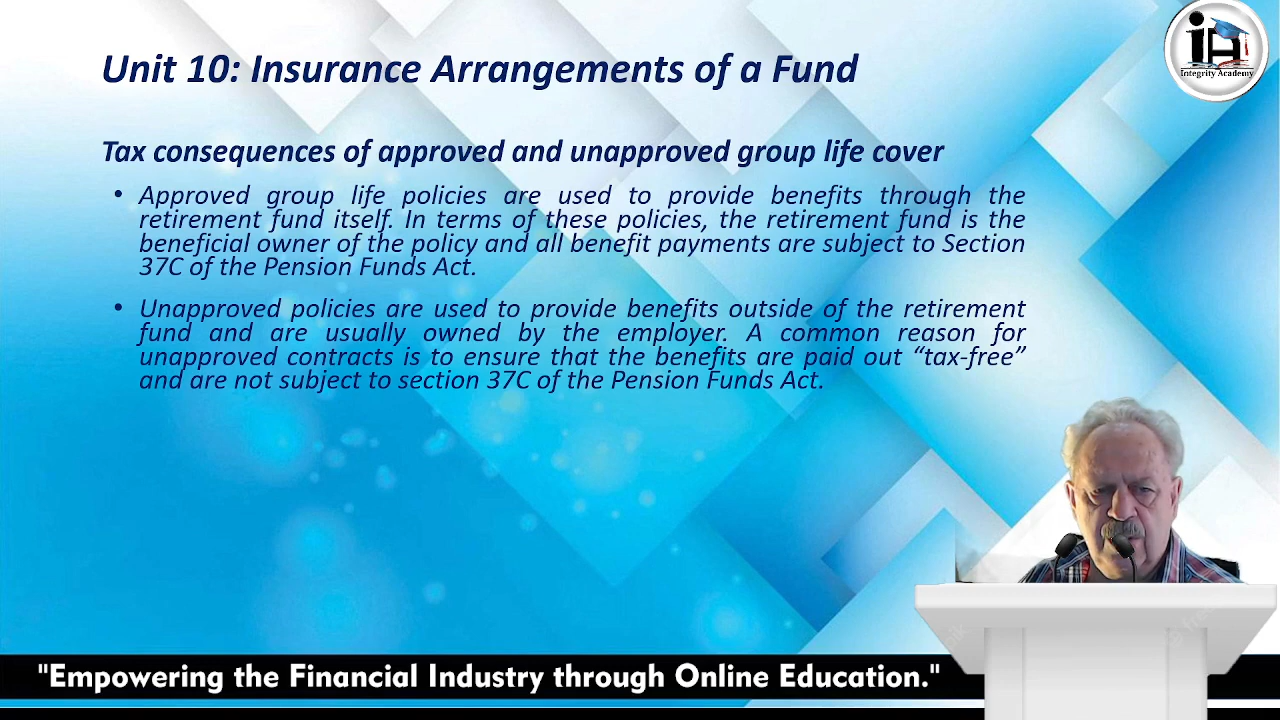 Integrity Academy
Unit 10: Insurance Arrangements of a Fund
Tax consequences of approved and unapproved group life cover
• Approved group life policies are used to provide benefits through the
retirement fund itself. In terms of these policies, the retirement fund is the
beneficial owner of the policy and all benefit payments are subject to Section
37C of the Pension Funds Act.
• Unapproved policies are used to provide benefits outside of the retirement
fund and are usually owned by the employer. A common reason for
unapproved contracts is to ensure that the benefits are paid out “tax-free”
and are not subject to section 37C of the Pension Funds Act.
"Empowering the Financial Industry through Online Education."